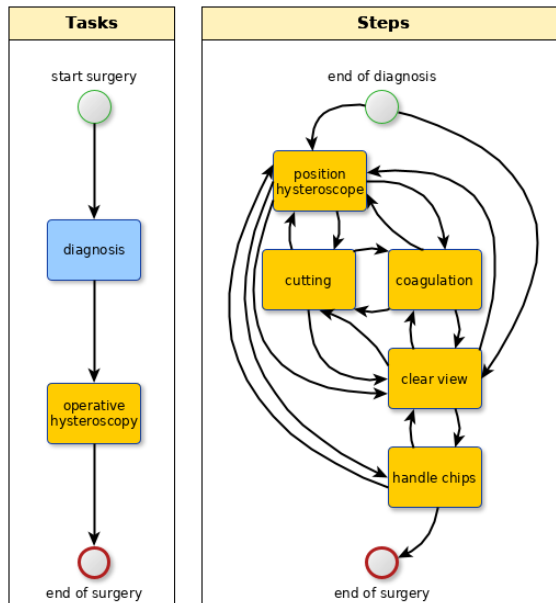 Tasks
start surgery
diagnosis
operative
hysteroscopy
end of surgery
Steps
end of diagnosis
position
hysteroscope
cutting
coagulation
clear view
handle chips
end of surgery